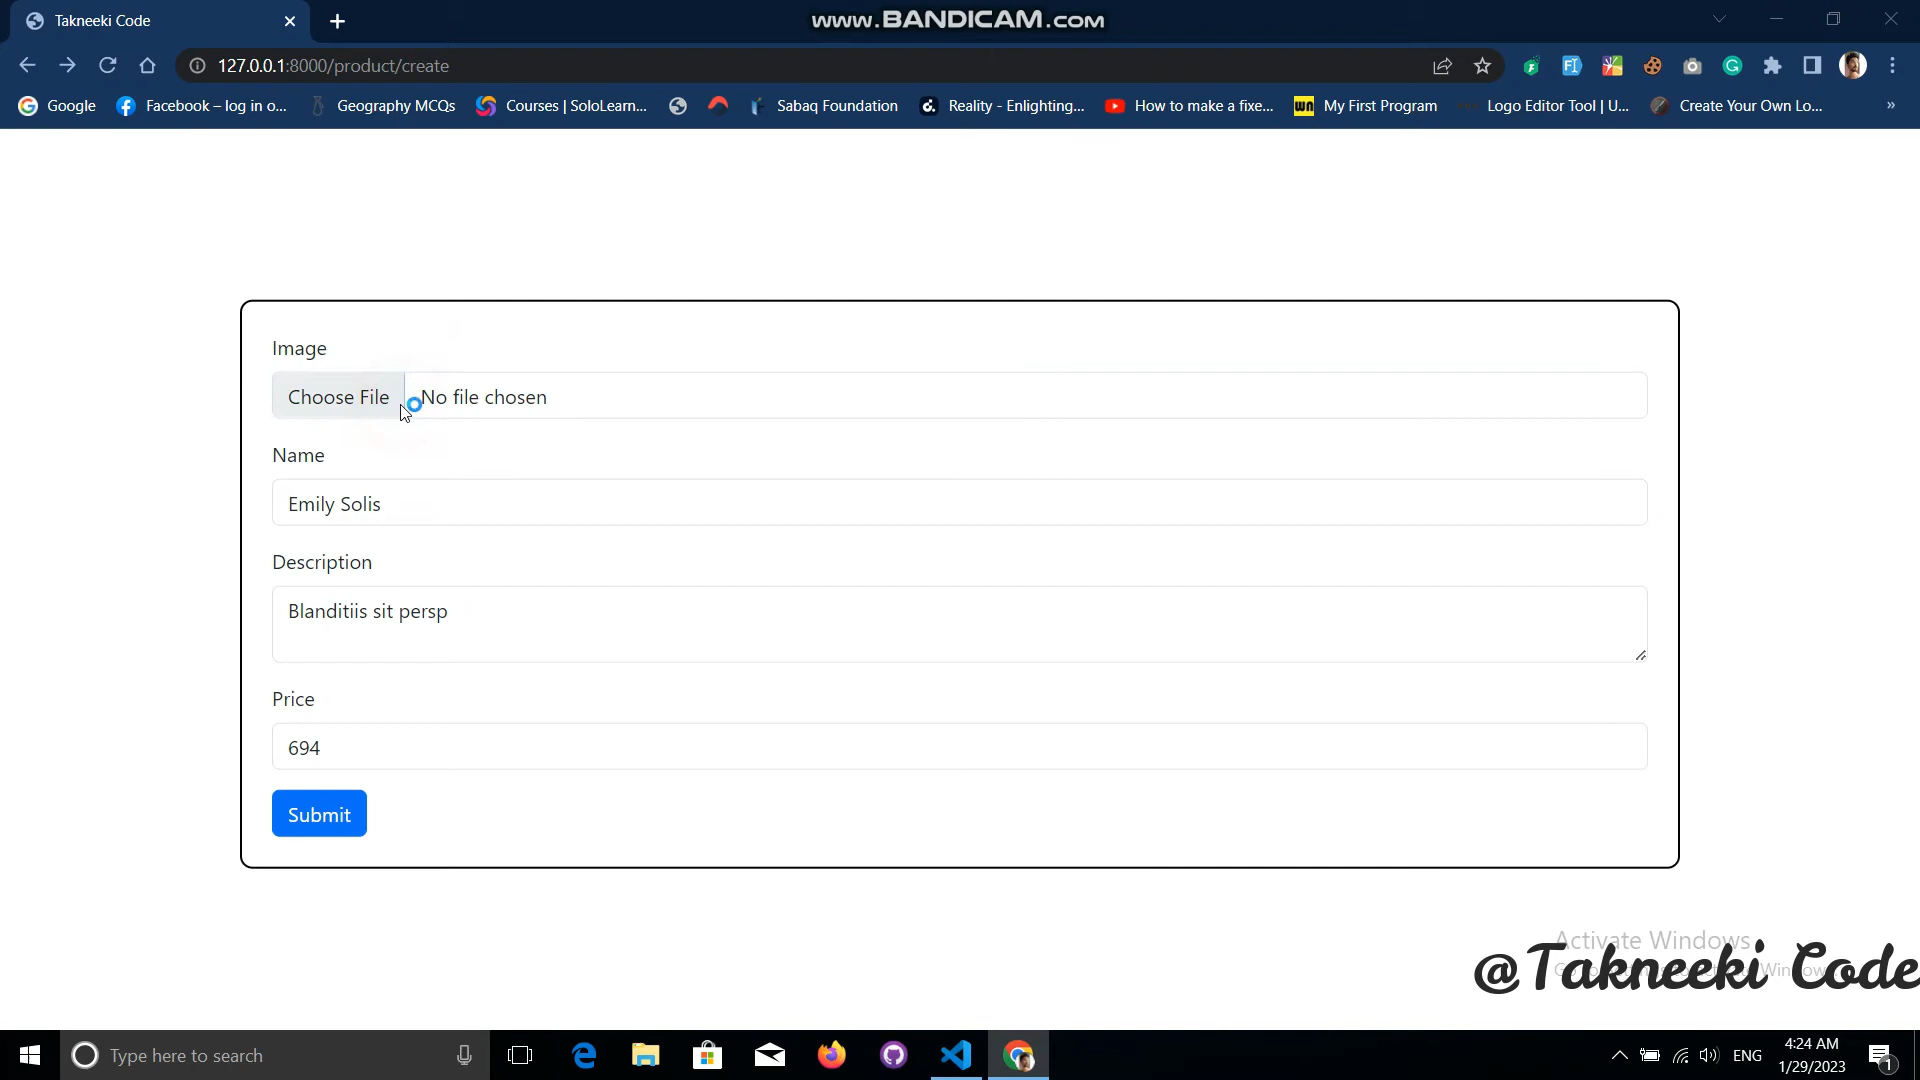 Takneeki Code
www.BANDICAM.com
127.0.0.1:8000/product/create
Google
Facebook – log in o...
Geography MCQs
Courses | SoloLearn...
Sabaq Foundation
Reality - Enlighting...
How to make a fixe...
wn
My First Program
Logo Editor Tool | U...
Create Your Own Lo...
»
Image
Choose File
No file chosen
Name
Emily Solis
Description
Blanditiis sit persp
Price
694
Submit
Activate Windows
@Takneeki Code
Type here to search
ENG
4:24 AM
1/29/2023
1